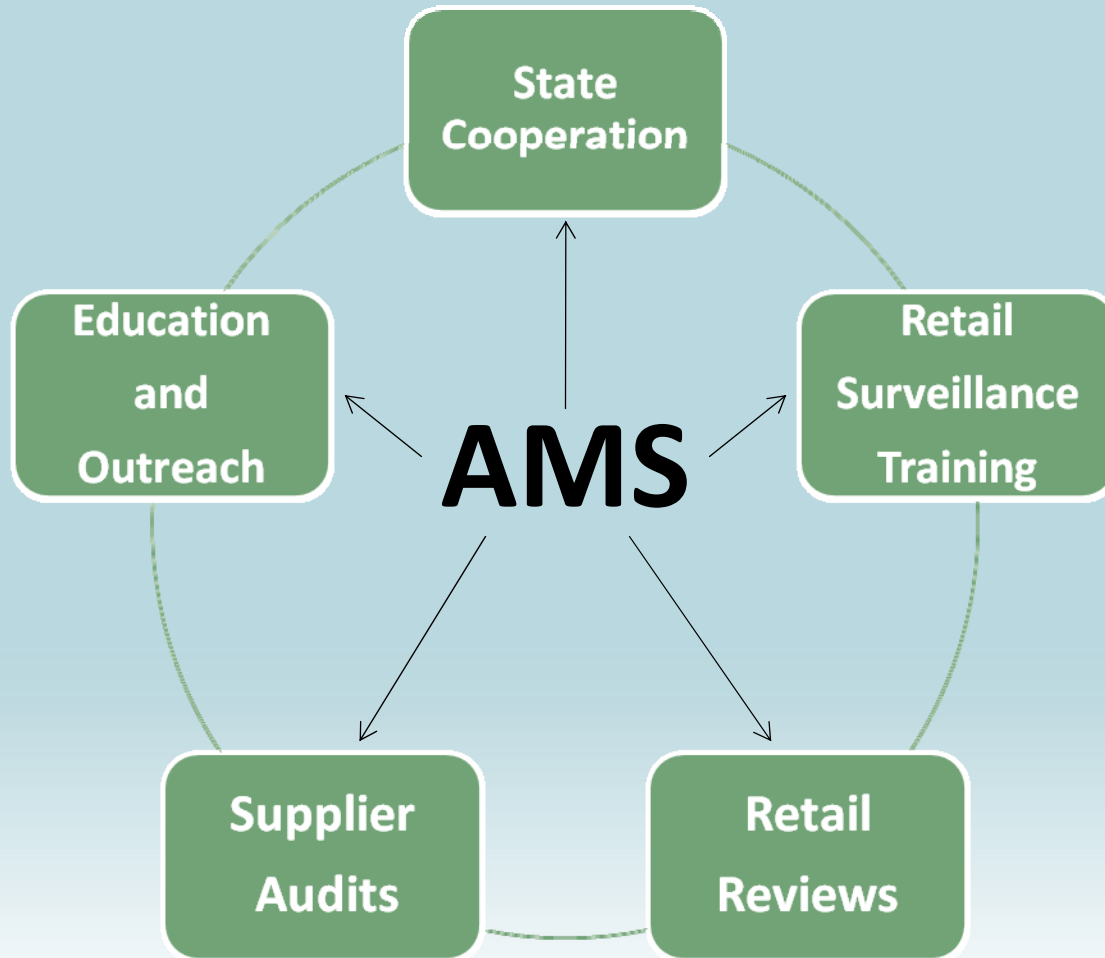 State
Cooperation
Education
and
Outreach
Retail
Surveillance
Training
AMS
Supplier
Audits
Retail
Reviews